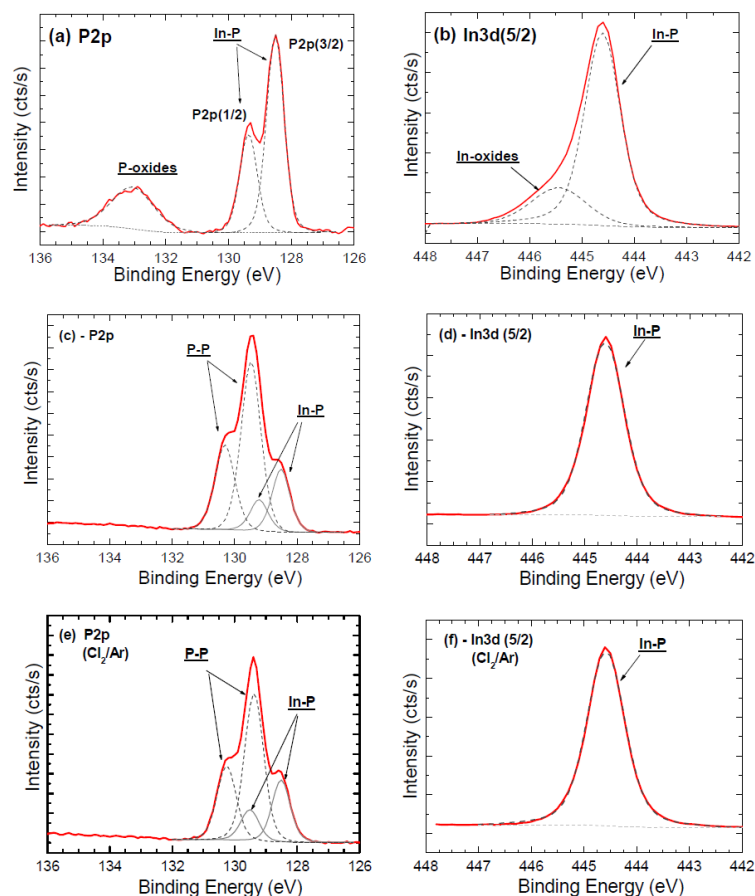 (a) P2p
In-P
P2p(3/2)
P2p(1/2)
P-oxides
Intensity (cts/s)
136 134 132 130 128 126
Binding Energy (eV)
(b) In3d(5/2)
In-P
In-oxides
Intensity (cts/s)
448 447 446 445 444 443 442
Binding Energy (eV)
(c) - P2p
P-P
In-P
Intensity (cts/s)
136 134 132 130 128 126
Binding Energy (eV)
(d) - In3d (5/2)
In-P
Intensity (cts/s)
448 447 446 445 444 443 442
Binding Energy (eV)
(e) P2p
(Cl₂/Ar)
P-P
In-P
Intensity (cts/s)
136 134 132 130 128 126
Binding Energy (eV)
(f) - In3d (5/2)
(Cl₂/Ar)
In-P
Intensity (cts/s)
448 447 446 445 444 443 442
Binding Energy (eV)